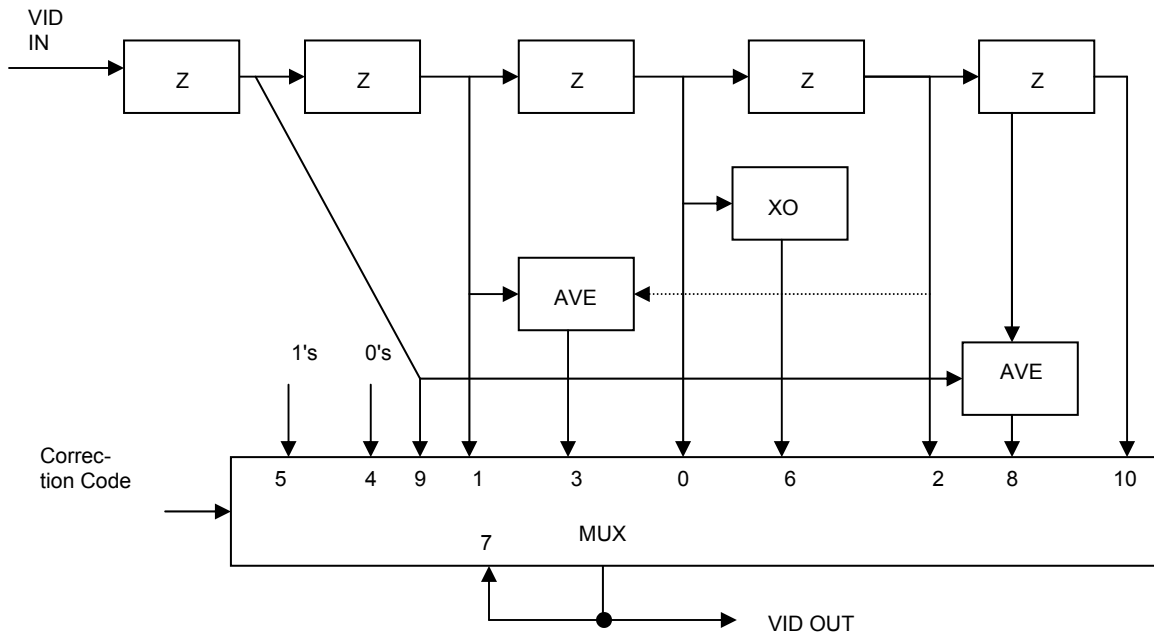 VID
IN
Z
Z
Z
Z
Z
XO
AVE
1's
0's
AVE
Correc-
tion Code
5
4
9
1
3
0
6
2
8
10
7
MUX
VID OUT